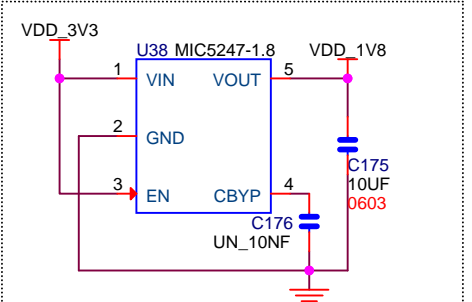 VDD_3V3
U38 MIC5247-1.8
VDD_1V8
1
VIN
VOUT
5
2
GND
3
EN
CBYP
4
C175
10UF
0603
C176
UN_10NF